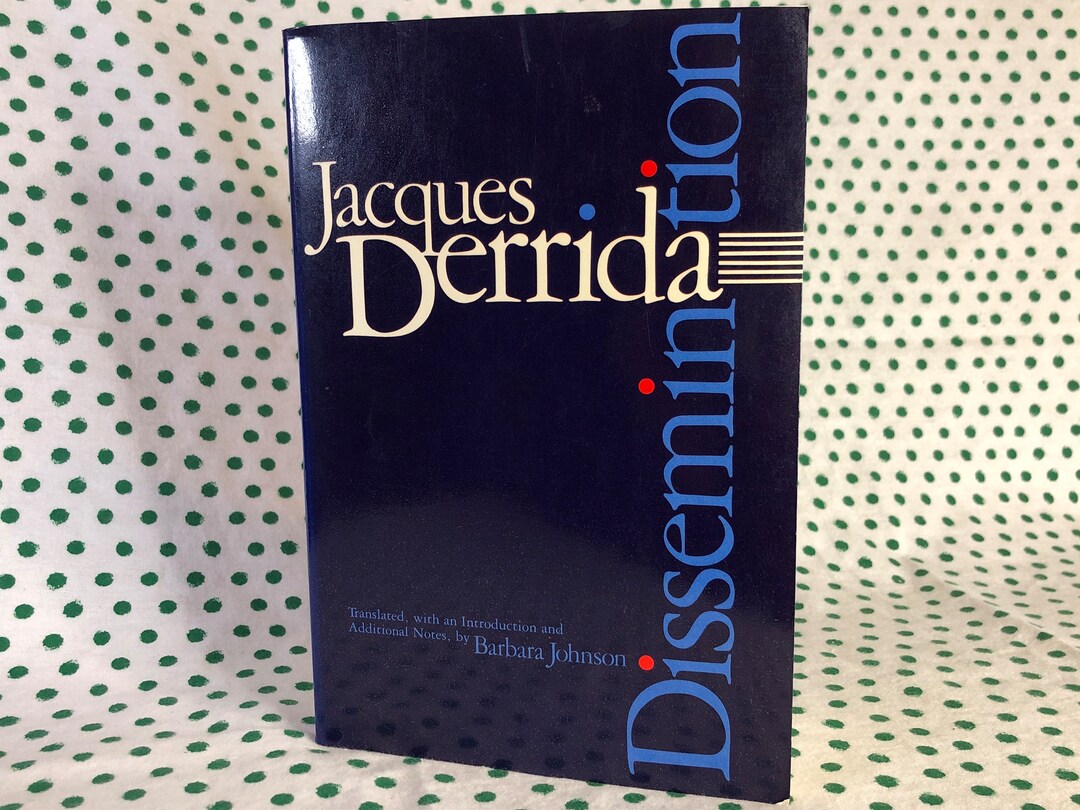 Jacques
Derrida
Dissemination
Translated, with an Introduction and
Additional Notes, by Barbara Johnson